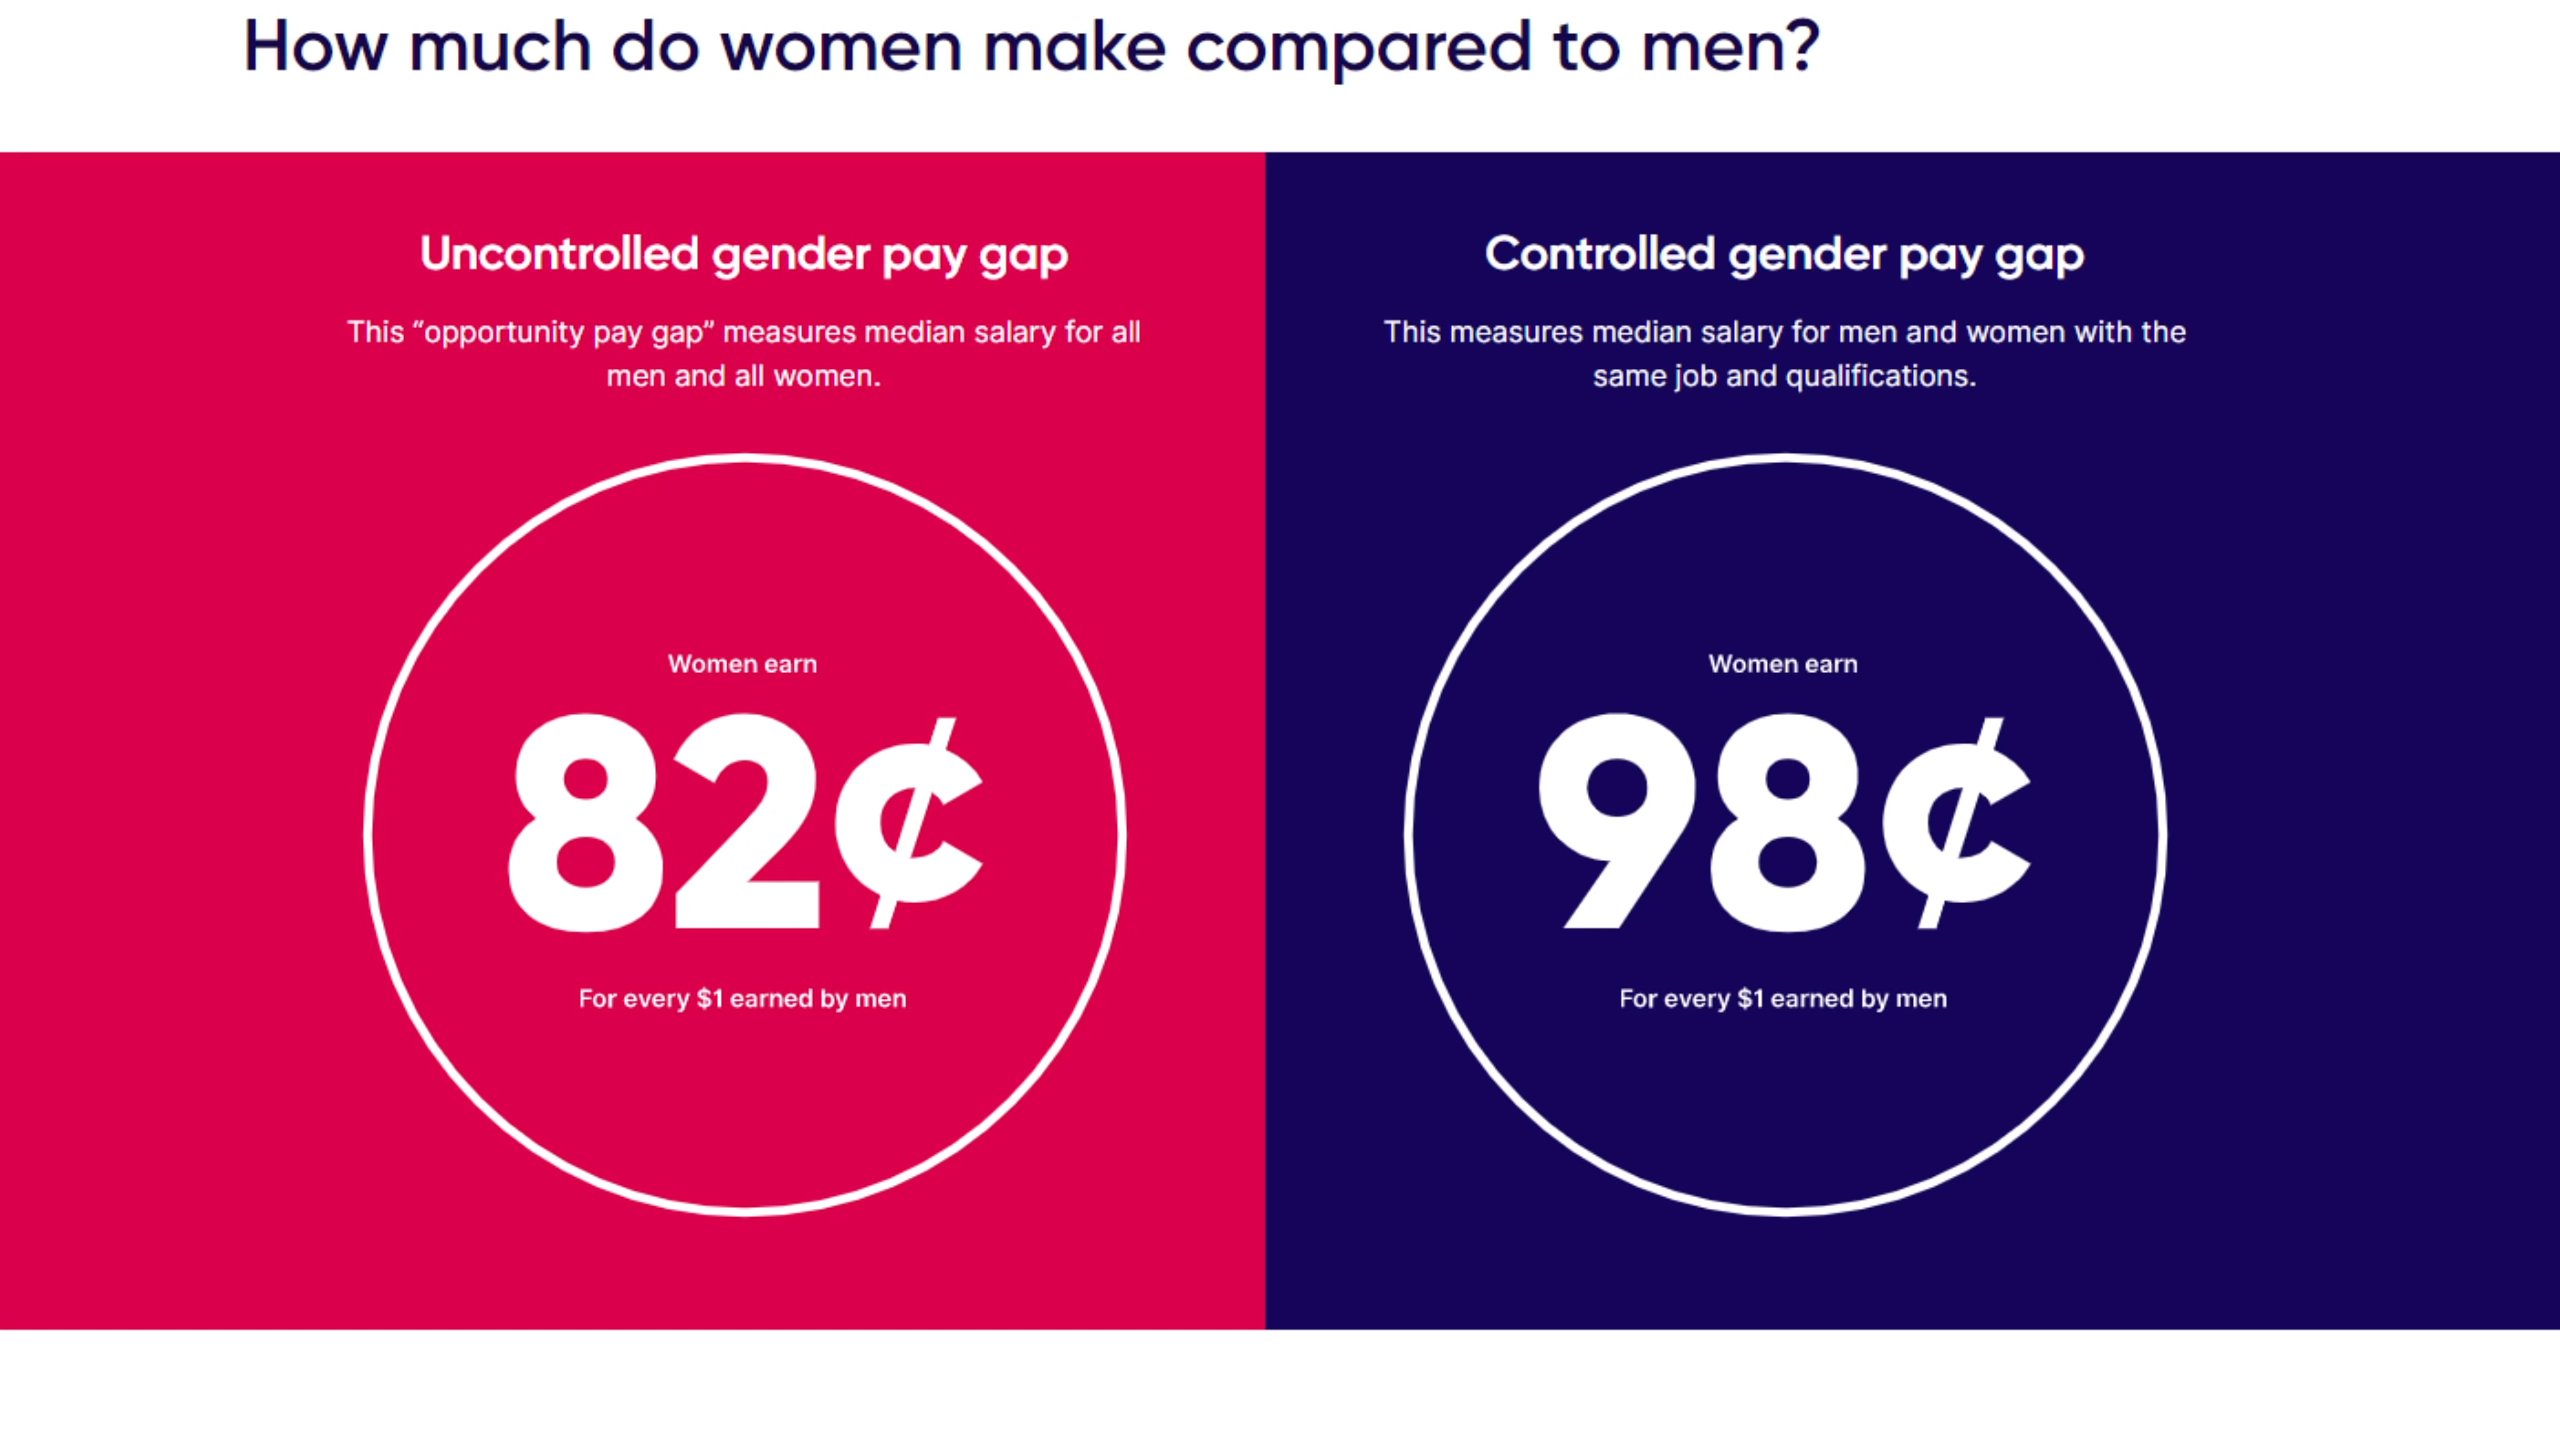 How much do women make compared to men?
Uncontrolled gender pay gap
This “opportunity pay gap” measures median salary for all
men and all women.
Women earn
82¢
For every $1 earned by men
Controlled gender pay gap
This measures median salary for men and women with the
same job and qualifications.
Women earn
98¢
For every $1 earned by men